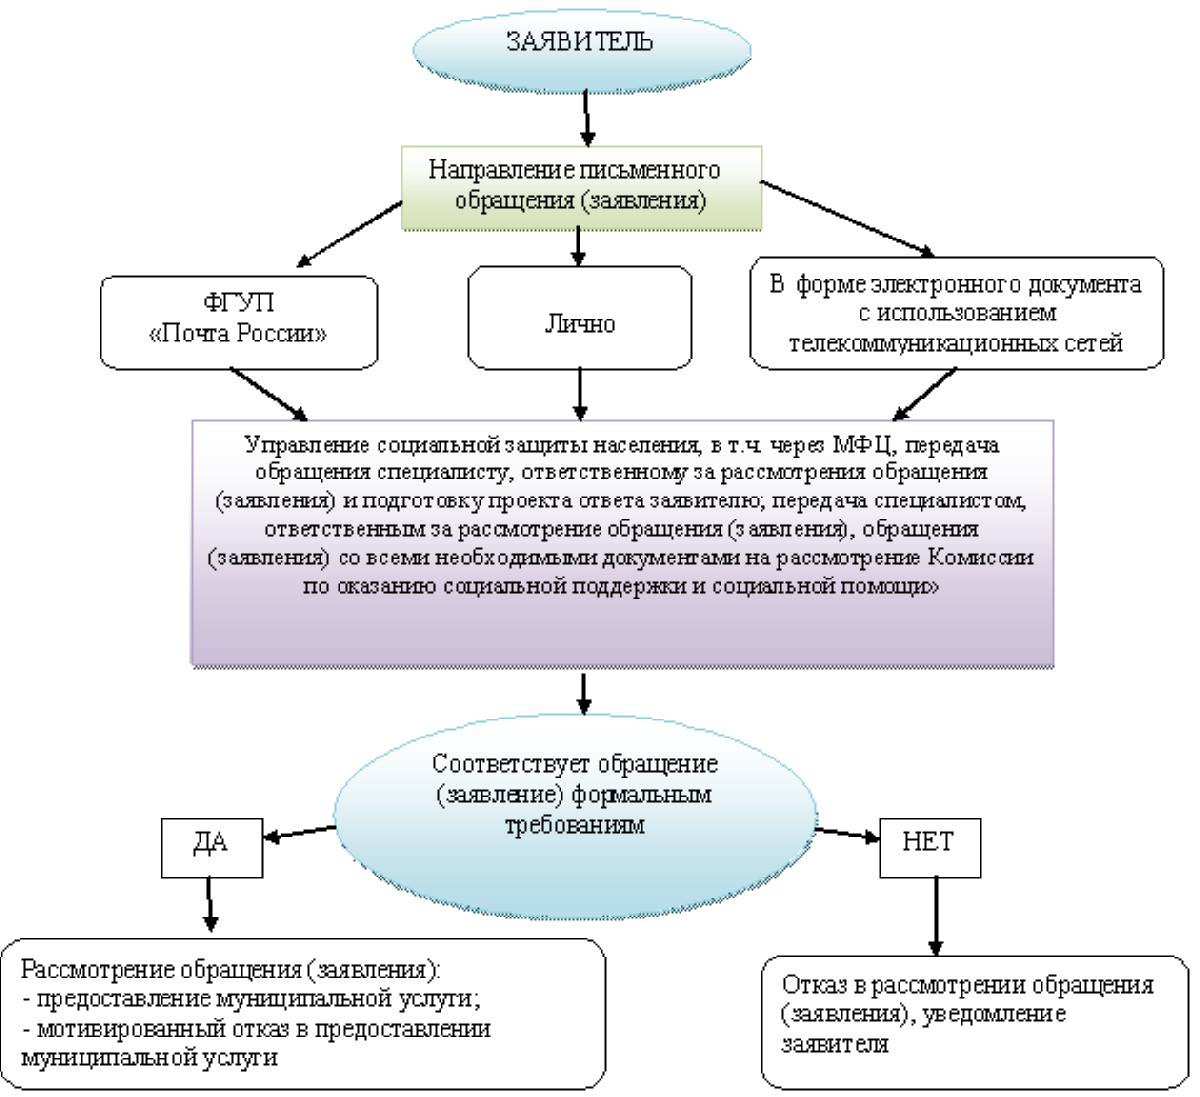 ЗАЯВИТЕЛЬ
Направление письменного
обращения (заявления)
ФГУП
«Почта России»
Лично
В форме электронного документа
с использованием
телекоммуникационных сетей
Управление социальной защиты населения, в т.ч. через МФЦ, передача
обращения специалисту, ответственному за рассмотрения обращения
(заявления) и подготовку проекта ответа заявителю; передача специалистом,
ответственным за рассмотрение обращения (заявления), обращения
(заявления) со всеми необходимыми документами на рассмотрение Комиссии
по оказанию социальной поддержки и социальной помощи»
Соответствует обращение
(заявление) формальным
требованиям
ДА
НЕТ
Рассмотрение обращения (заявления):
- предоставление муниципальной услуги;
- мотивированный отказ в предоставлении
муниципальной услуги
Отказ в рассмотрении обращения
(заявления), уведомление
заявителя